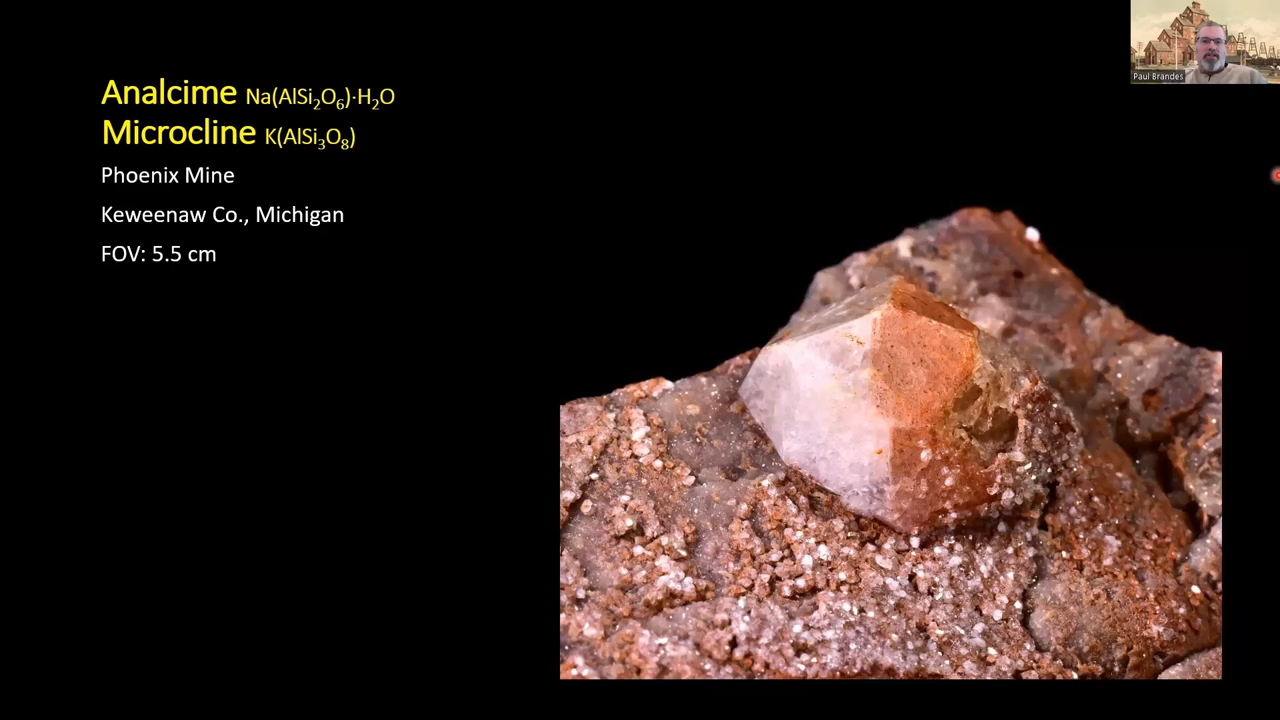 Analcime Na(AlSi₂O₆)·H₂O
Microcline K(AlSi₃O₈)
Phoenix Mine
Keweenaw Co., Michigan
FOV: 5.5 cm
Paul Brandes